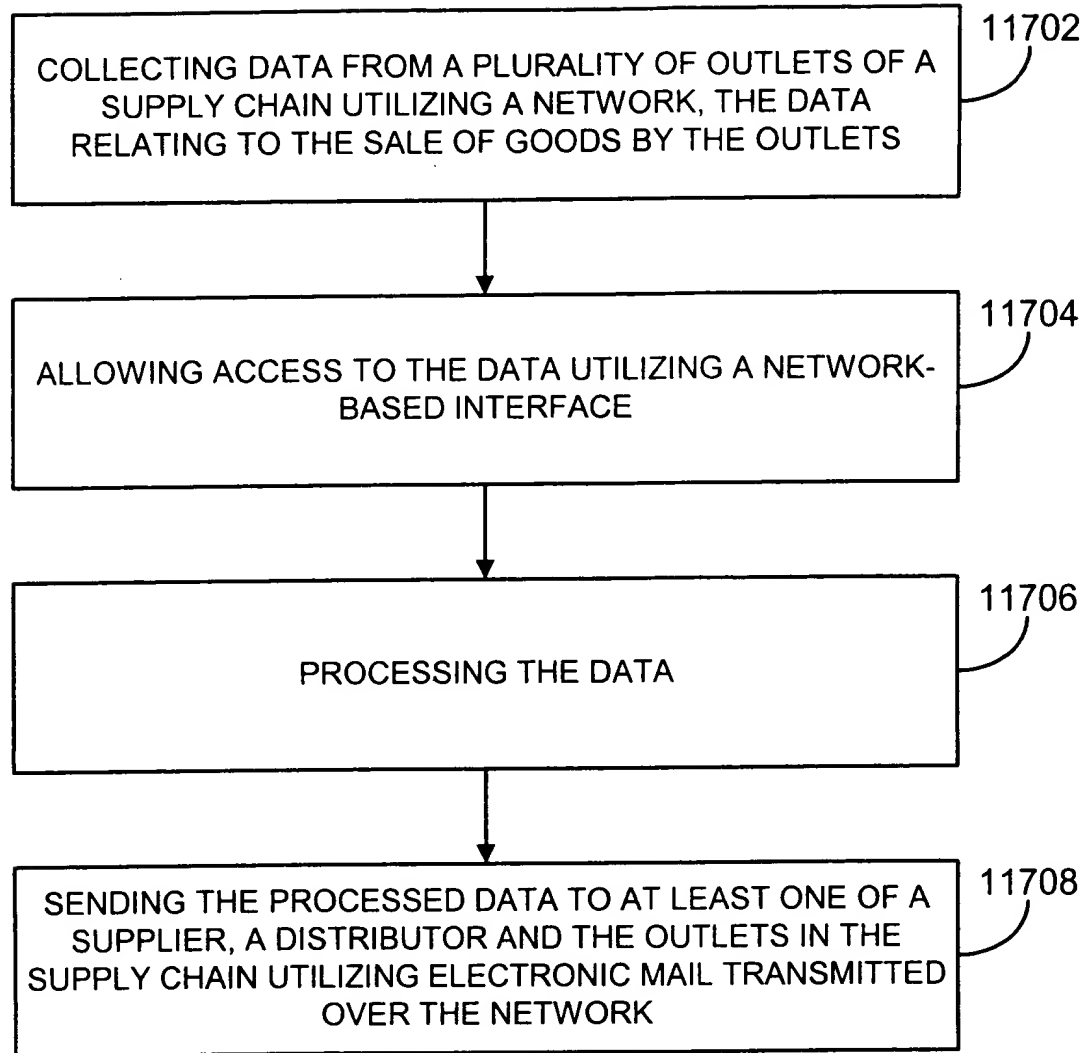 11702
COLLECTING DATA FROM A PLURALITY OF OUTLETS OF A
SUPPLY CHAIN UTILIZING A NETWORK, THE DATA
RELATING TO THE SALE OF GOODS BY THE OUTLETS
11704
ALLOWING ACCESS TO THE DATA UTILIZING A NETWORK-
BASED INTERFACE
11706
PROCESSING THE DATA
11708
SENDING THE PROCESSED DATA TO AT LEAST ONE OF A
SUPPLIER, A DISTRIBUTOR AND THE OUTLETS IN THE
SUPPLY CHAIN UTILIZING ELECTRONIC MAIL TRANSMITTED
OVER THE NETWORK